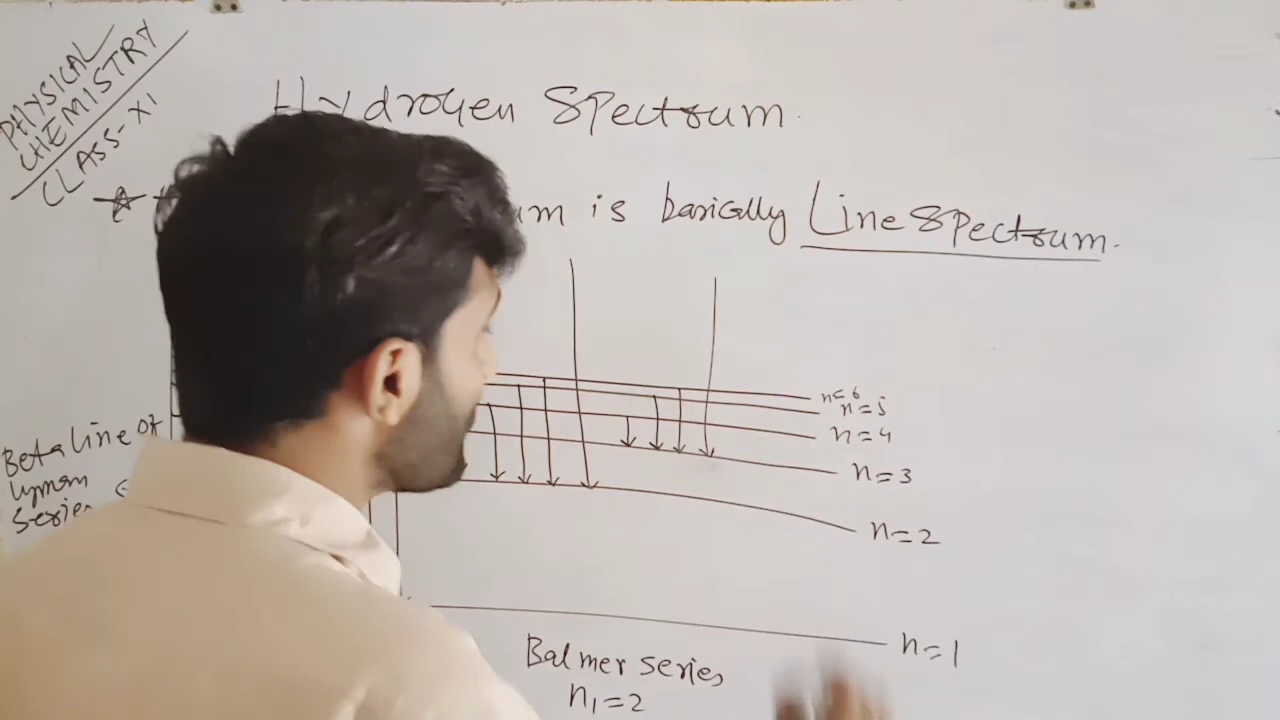 PHYSICAL
CHEMISTRY
CLASS-XI
Hydrogen Spectrum.
is basically Line Spectrum.
n=6
n=5
n=4
n=3
n=2
n=1
Beta line of
Lyman
Series
Balmer series
n₁=2